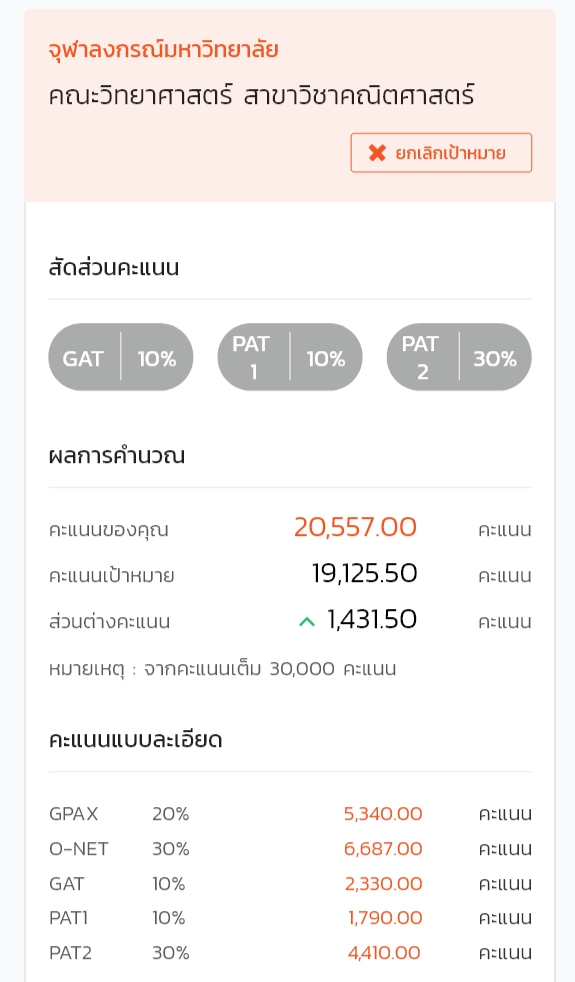 จุฬาลงกรณ์มหาวิทยาลัย
คณะวิทยาศาสตร์ สาขาวิชาคณิตศาสตร์
✖ ยกเลิกเป้าหมาย
สัดส่วนคะแนน
GAT 10% PAT 1 10% PAT 2 30%
ผลการคำนวณ
คะแนนของคุณ 20,557.00 คะแนน
คะแนนเป้าหมาย 19,125.50 คะแนน
ส่วนต่างคะแนน 1,431.50 คะแนน
หมายเหตุ : จากคะแนนเต็ม 30,000 คะแนน
คะแนนแบบละเอียด
GPAX 20% 5,340.00 คะแนน
O-NET 30% 6,687.00 คะแนน
GAT 10% 2,330.00 คะแนน
PAT1 10% 1,790.00 คะแนน
PAT2 30% 4,410.00 คะแนน